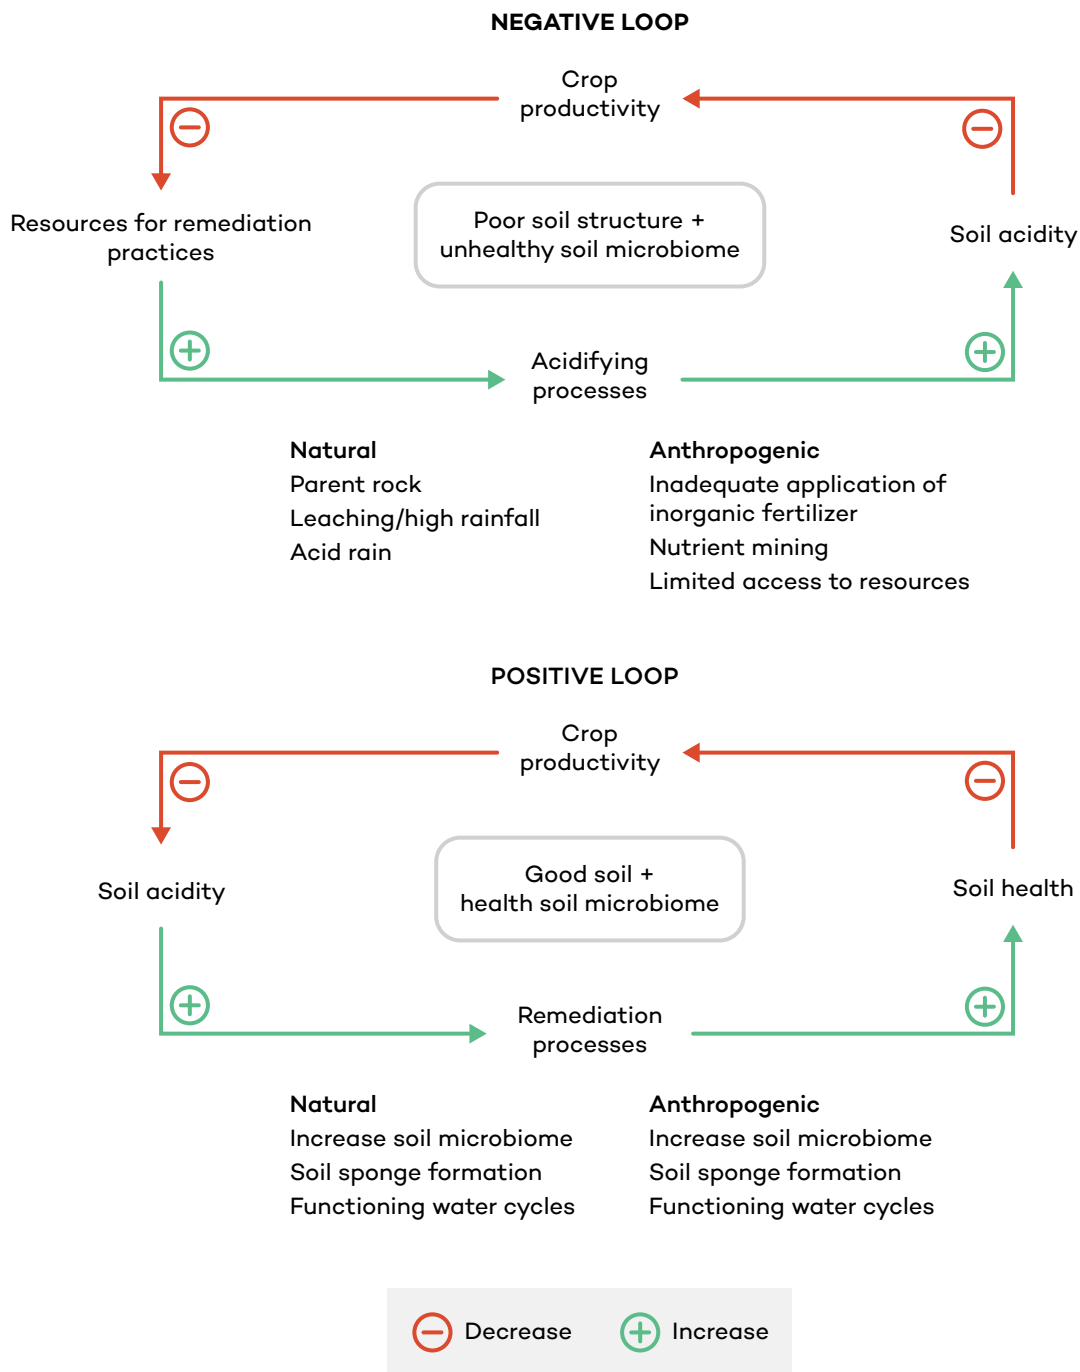 NEGATIVE LOOP
Crop
productivity
Resources for remediation
practices
Poor soil structure +
unhealthy soil microbiome
Soil acidity
Acidifying
processes
Natural
Parent rock
Leaching/high rainfall
Acid rain
Anthropogenic
Inadequate application of
inorganic fertilizer
Nutrient mining
Limited access to resources
POSITIVE LOOP
Crop
productivity
Soil acidity
Good soil +
health soil microbiome
Soil health
Remediation
processes
Natural
Increase soil microbiome
Soil sponge formation
Functioning water cycles
Anthropogenic
Increase soil microbiome
Soil sponge formation
Functioning water cycles
Decrease
Increase